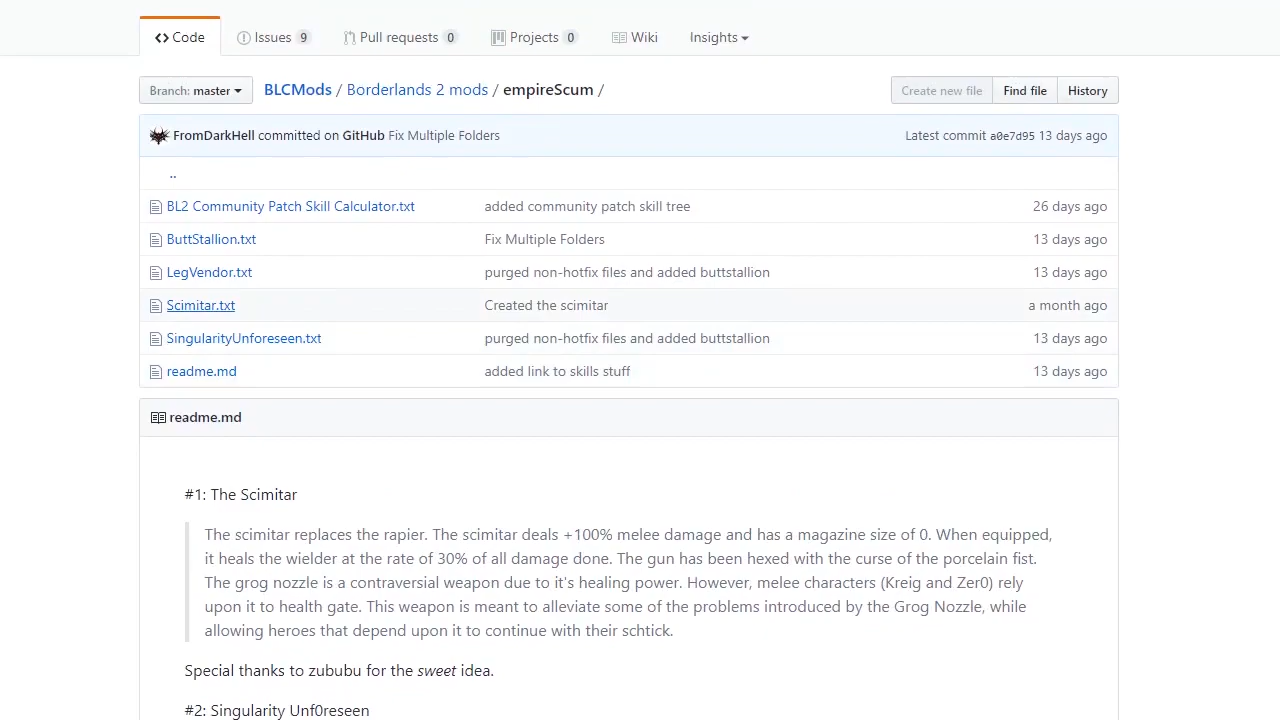 Code Issues 9 Pull requests 0 Projects 0 Wiki Insights
Branch: master BLCMods / Borderlands 2 mods / empireScum / Create new file Find file History
FromDarkHell committed on GitHub Fix Multiple Folders Latest commit a0e7d95 13 days ago
..
BL2 Community Patch Skill Calculator.txt added community patch skill tree 26 days ago
ButtStallion.txt Fix Multiple Folders 13 days ago
LegVendor.txt purged non-hotfix files and added buttstallion 13 days ago
Scimitar.txt Created the scimitar a month ago
SingularityUnforeseen.txt purged non-hotfix files and added buttstallion 13 days ago
readme.md added link to skills stuff 13 days ago
readme.md
#1: The Scimitar
The scimitar replaces the rapier. The scimitar deals +100% melee damage and has a magazine size of 0. When equipped,
it heals the wielder at the rate of 30% of all damage done. The gun has been hexed with the curse of the porcelain fist.
The grog nozzle is a contraversial weapon due to it's healing power. However, melee characters (Kreig and Zer0) rely
upon it to health gate. This weapon is meant to alleviate some of the problems introduced by the Grog Nozzle, while
allowing heroes that depend upon it to continue with their schtick.
Special thanks to zububu for the sweet idea.
#2: Singularity Unf0reseen